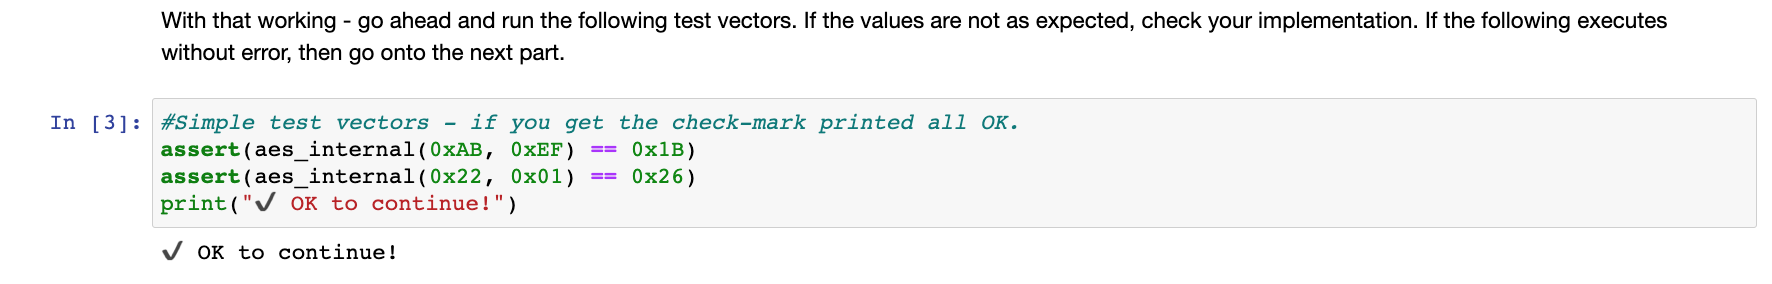 With that working - go ahead and run the following test vectors. If the values are not as expected, check your implementation. If the following executes
without error, then go onto the next part.
In [3]: #Simple test vectors - if you get the check-mark printed all OK.
assert(aes_internal(0xAB, 0xEF) == 0x1B)
assert(aes_internal(0x22, 0x01) == 0x26)
print("✔ OK to continue!")
✔ OK to continue!